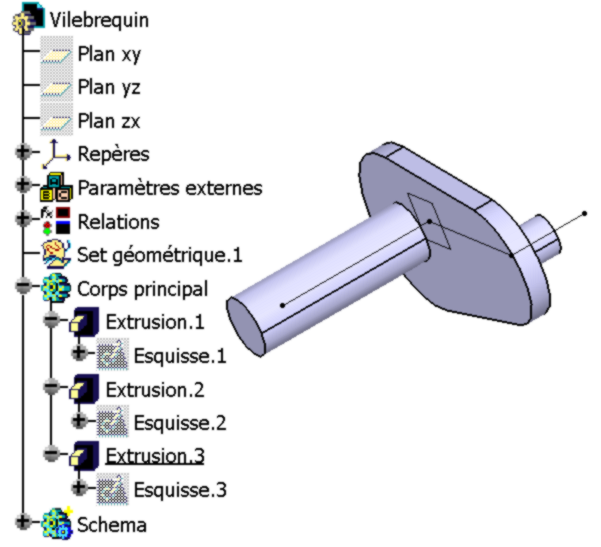 Vilebrequin
Plan xy
Plan yz
Plan zx
Repères
Paramètres externes
Relations
Set géométrique.1
Corps principal
Extrusion.1
Esquisse.1
Extrusion.2
Esquisse.2
Extrusion.3
Esquisse.3
Schema